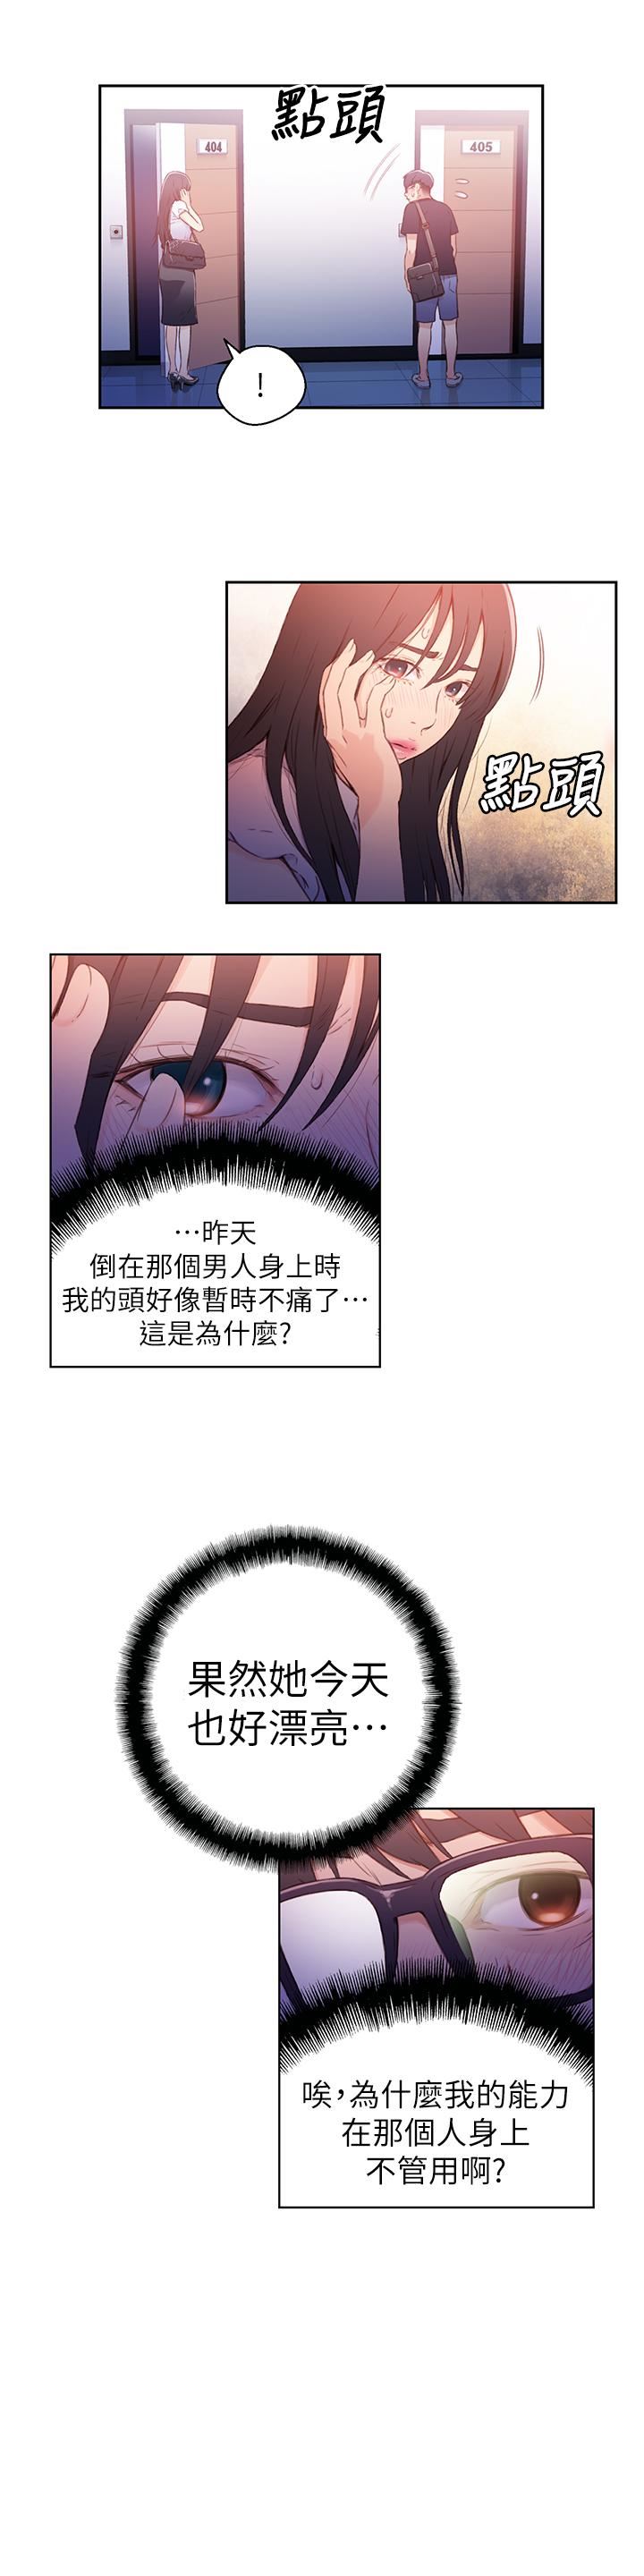 點頭
404
405
!
點頭
…昨天
倒在那個男人身上時
我的頭好像暫時不痛了…
這是為什麼?
果然她今天
也好漂亮…
唉,為什麼我的能力
在那個人身上
不管用啊?